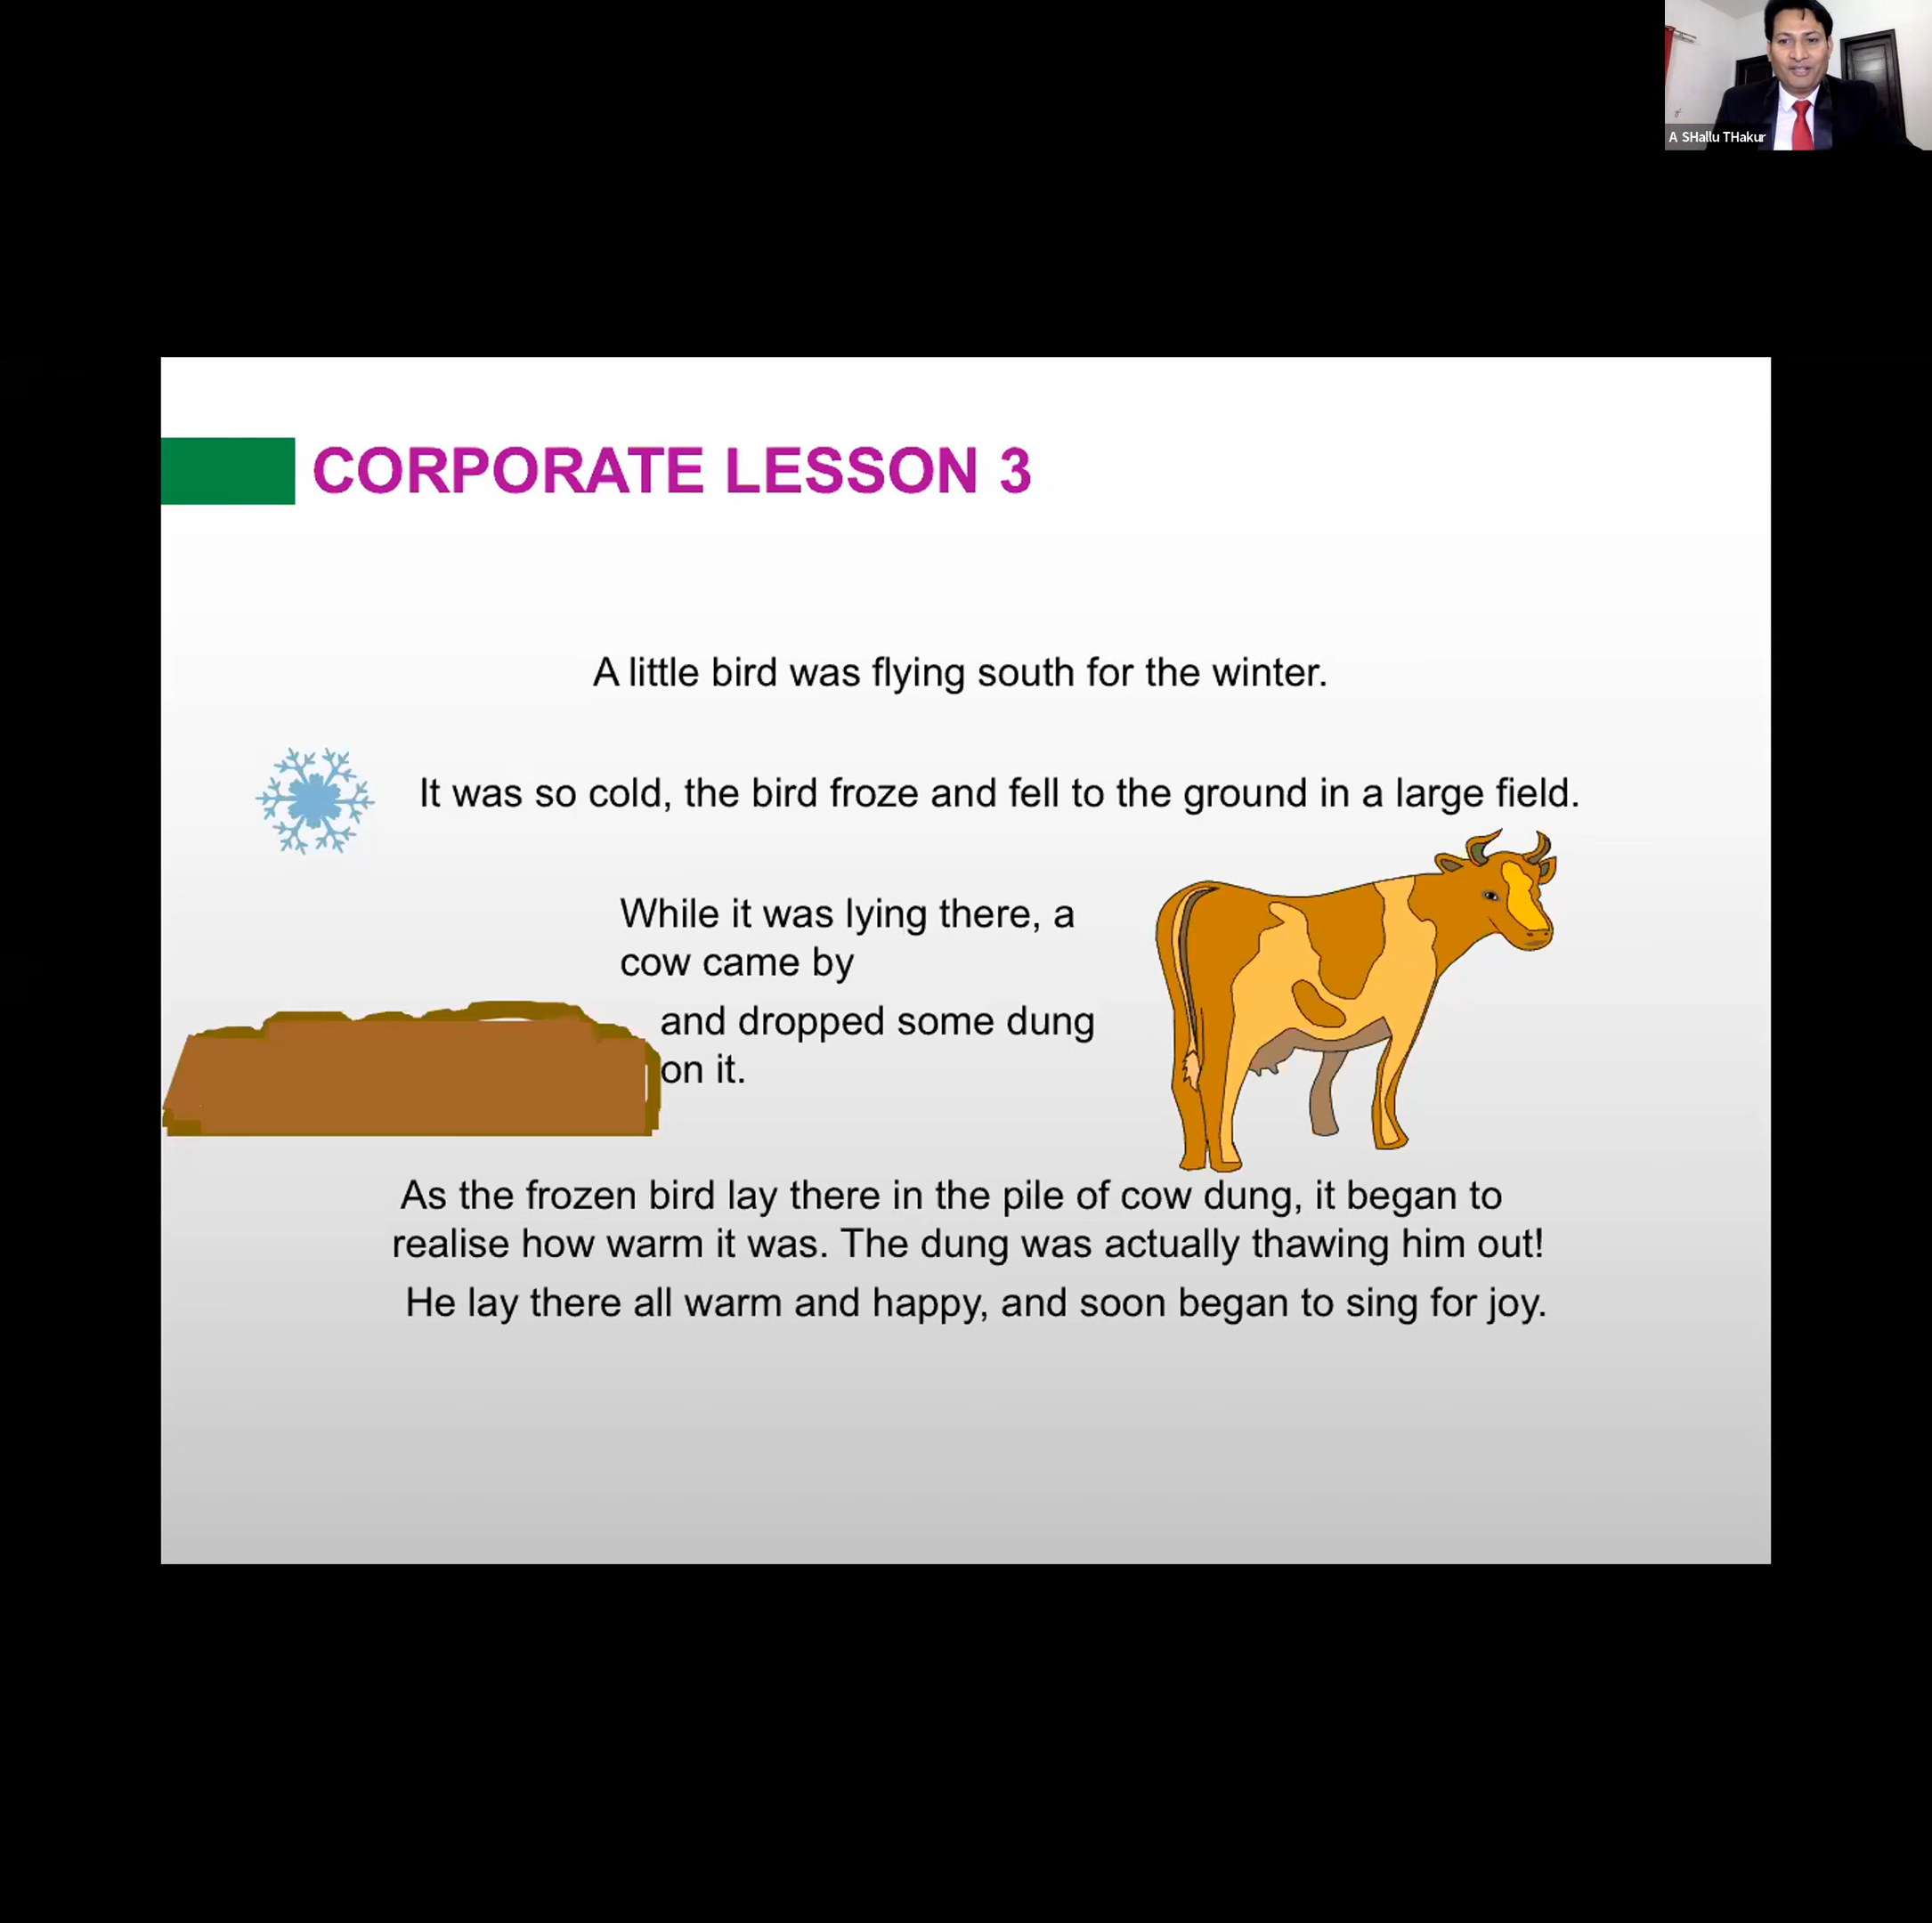 A SHallu THakur
CORPORATE LESSON 3
A little bird was flying south for the winter.
It was so cold, the bird froze and fell to the ground in a large field.
While it was lying there, a
cow came by
and dropped some dung
on it.
As the frozen bird lay there in the pile of cow dung, it began to
realise how warm it was. The dung was actually thawing him out!
He lay there all warm and happy, and soon began to sing for joy.